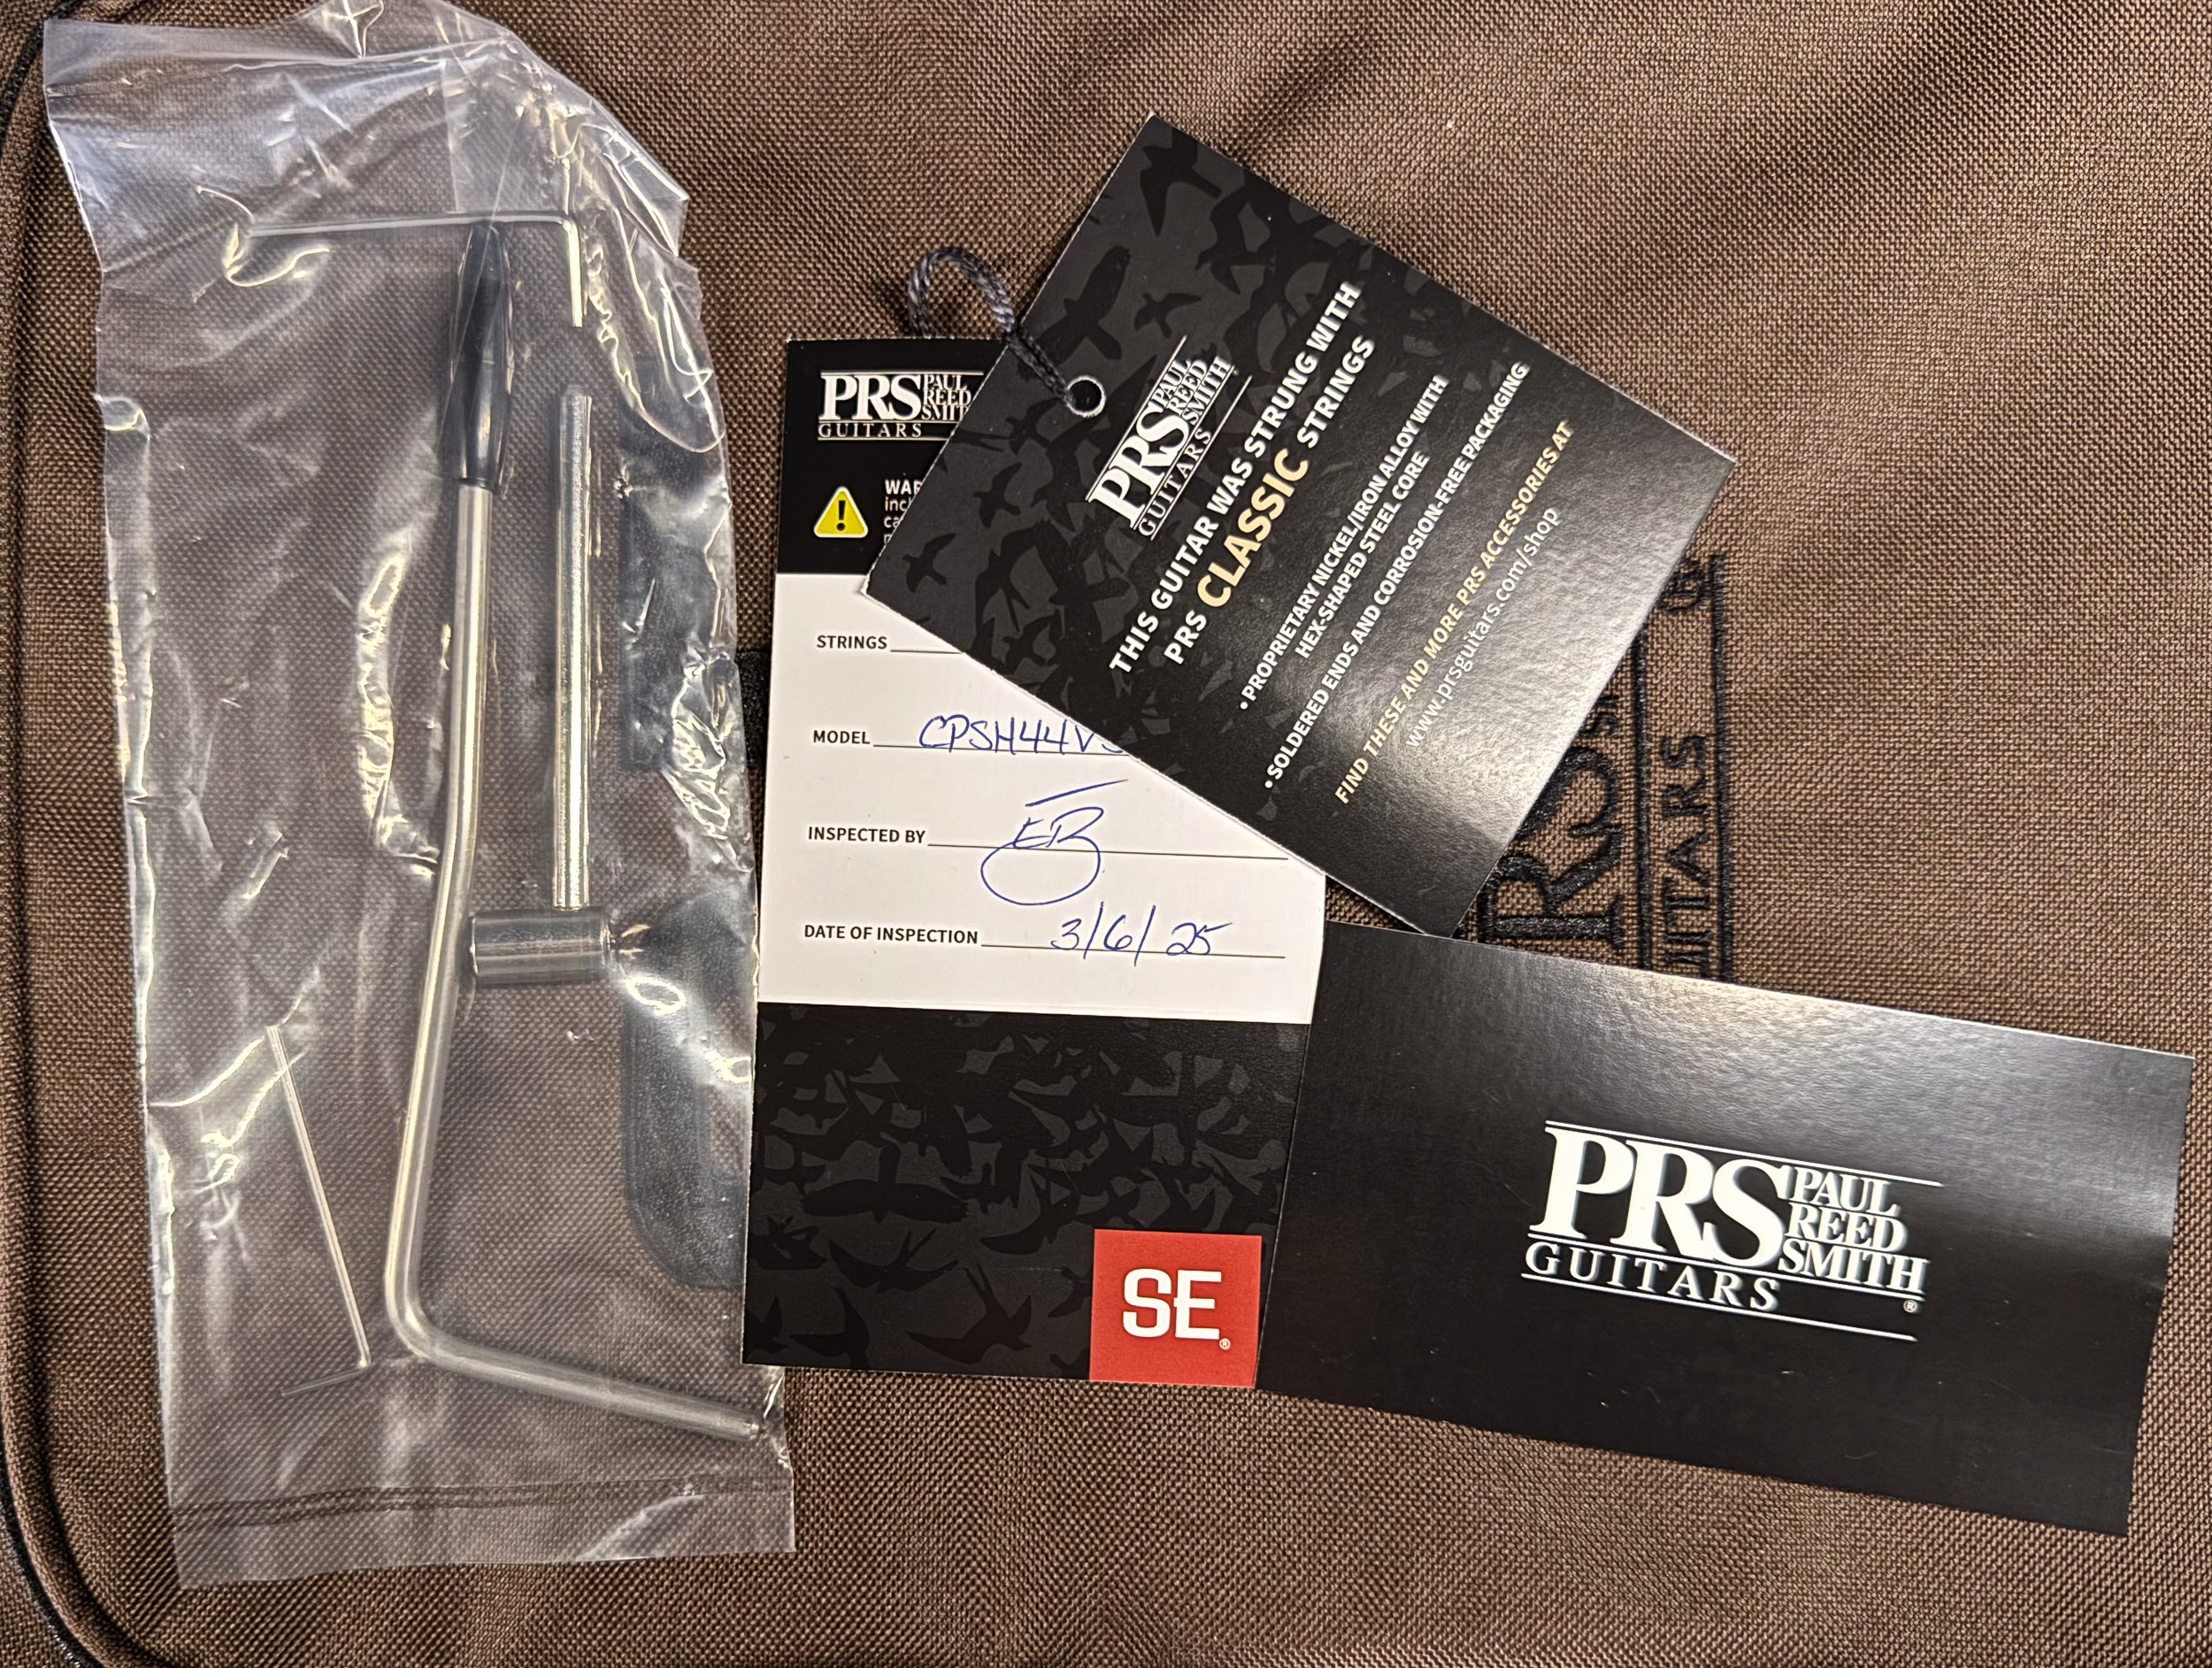 PRS PAUL
REED
SMITH
GUITARS
STRINGS
MODEL CPSH44V
INSPECTED BY EB
DATE OF INSPECTION 3/6/25
SE®
PRS PAUL
REED
SMITH
GUITARS
THIS GUITAR WAS STRUNG WITH
PRS CLASSIC STRINGS
• PROPRIETARY NICKEL/IRON ALLOY WITH
HEX-SHAPED STEEL CORE
• SOLDERED ENDS AND CORROSION-FREE PACKAGING
FIND THESE AND MORE PRS ACCESSORIES AT
www.prsguitars.com/shop
PRS PAUL
REED
SMITH®
GUITARS
RS
UITARS